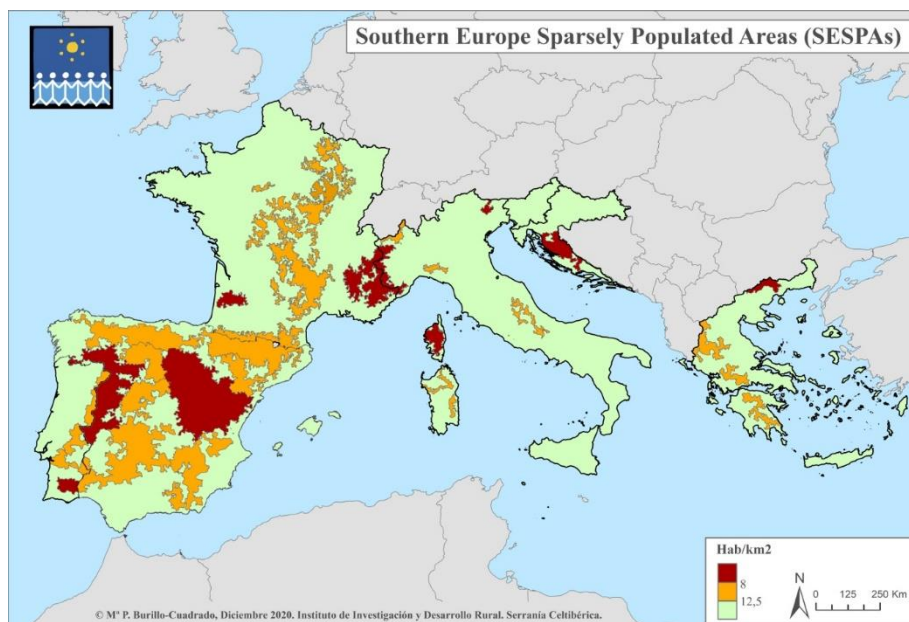 Southern Europe Sparsely Populated Areas (SESPAs)
Hab/km2
8
12,5
N
0 125 250 Km
© Mª P. Burillo-Cuadrado, Diciembre 2020. Instituto de Investigación y Desarrollo Rural. Serranía Celtibérica.